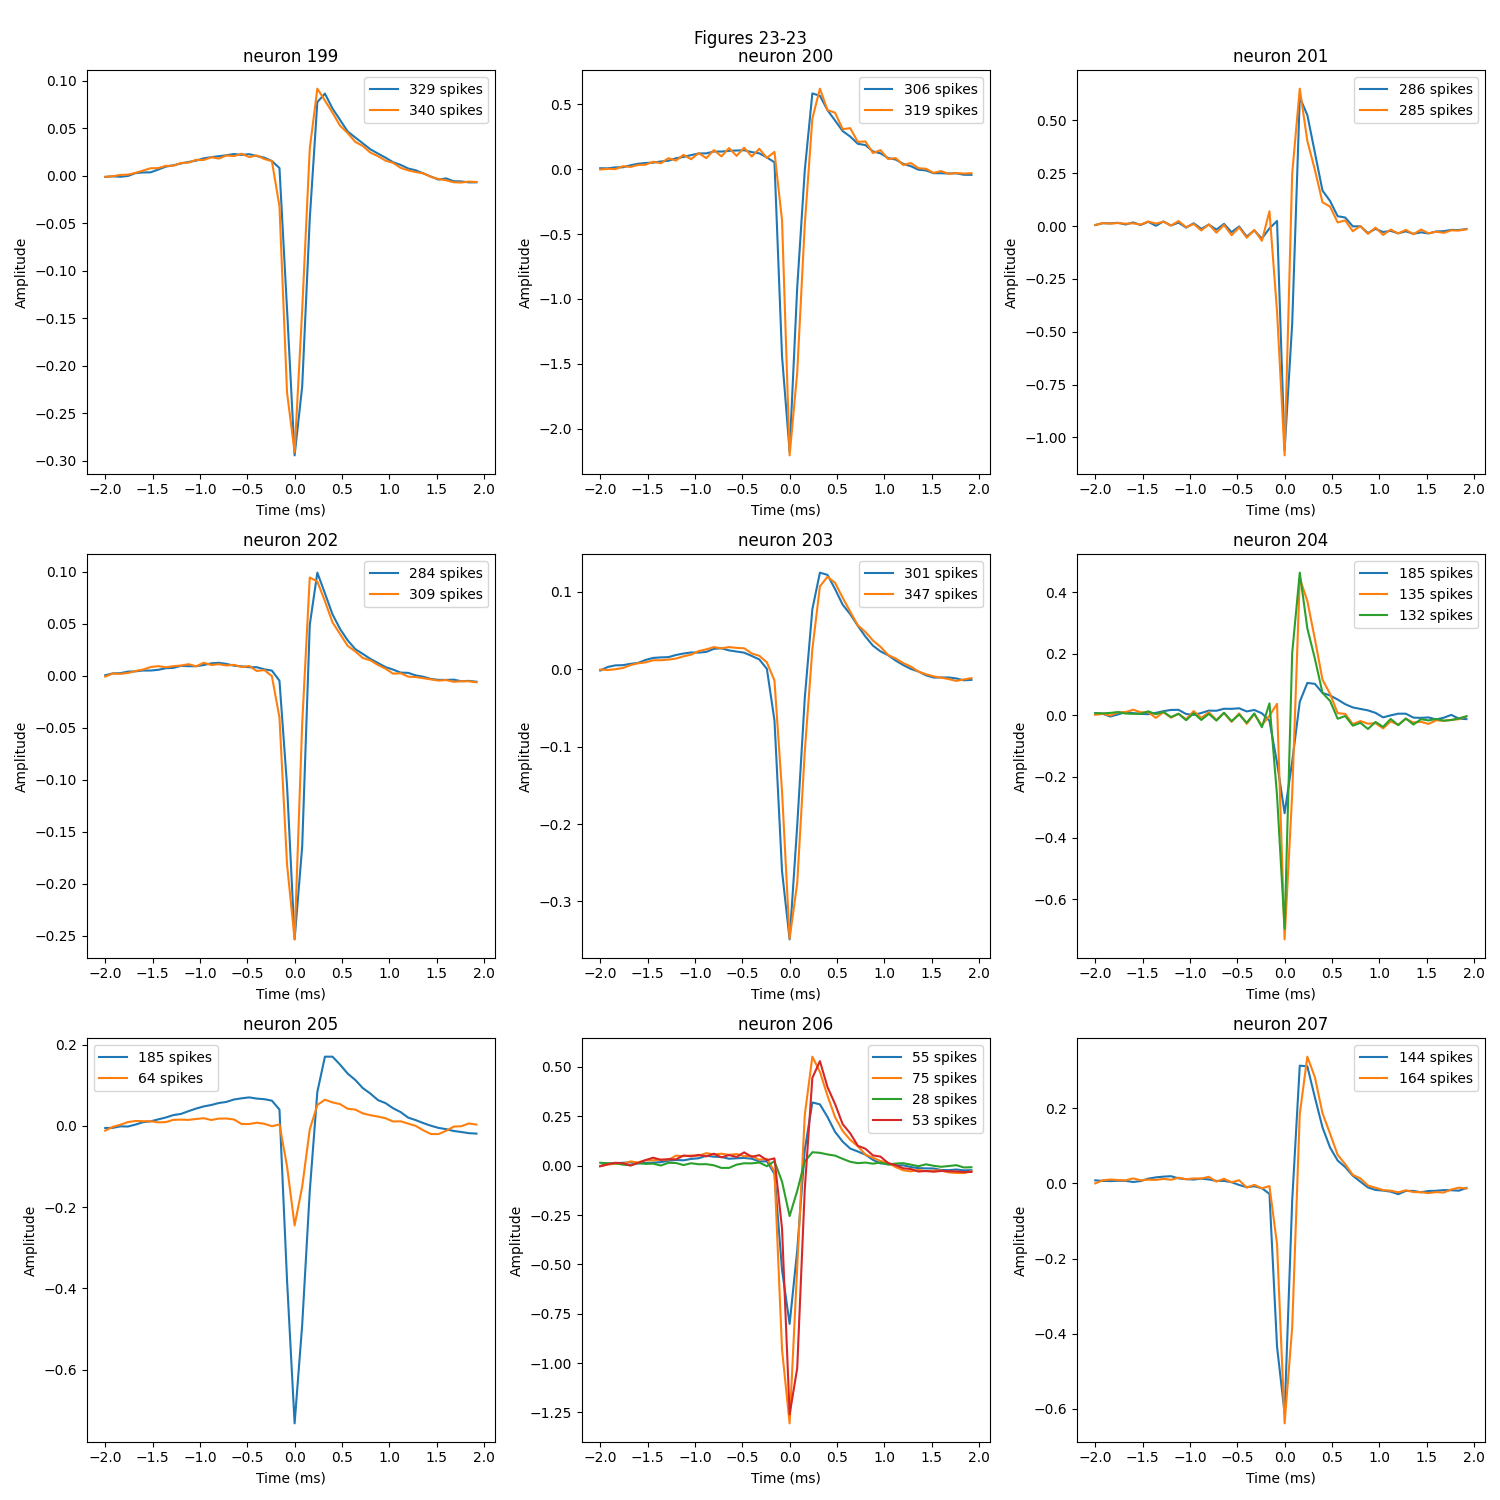 Figures 23-23
neuron 199
329 spikes
340 spikes
0.10
0.05
0.00
−0.05
−0.10
−0.15
−0.20
−0.25
−0.30
Amplitude
−2.0 −1.5 −1.0 −0.5 0.0 0.5 1.0 1.5 2.0
Time (ms)
neuron 200
306 spikes
319 spikes
0.5
0.0
−0.5
−1.0
−1.5
−2.0
Amplitude
−2.0 −1.5 −1.0 −0.5 0.0 0.5 1.0 1.5 2.0
Time (ms)
neuron 201
286 spikes
285 spikes
0.50
0.25
0.00
−0.25
−0.50
−0.75
−1.00
Amplitude
−2.0 −1.5 −1.0 −0.5 0.0 0.5 1.0 1.5 2.0
Time (ms)
neuron 202
284 spikes
309 spikes
0.10
0.05
0.00
−0.05
−0.10
−0.15
−0.20
−0.25
Amplitude
−2.0 −1.5 −1.0 −0.5 0.0 0.5 1.0 1.5 2.0
Time (ms)
neuron 203
301 spikes
347 spikes
0.1
0.0
−0.1
−0.2
−0.3
Amplitude
−2.0 −1.5 −1.0 −0.5 0.0 0.5 1.0 1.5 2.0
Time (ms)
neuron 204
185 spikes
135 spikes
132 spikes
0.4
0.2
0.0
−0.2
−0.4
−0.6
Amplitude
−2.0 −1.5 −1.0 −0.5 0.0 0.5 1.0 1.5 2.0
Time (ms)
neuron 205
185 spikes
64 spikes
0.2
0.0
−0.2
−0.4
−0.6
Amplitude
−2.0 −1.5 −1.0 −0.5 0.0 0.5 1.0 1.5 2.0
Time (ms)
neuron 206
55 spikes
75 spikes
28 spikes
53 spikes
0.50
0.25
0.00
−0.25
−0.50
−0.75
−1.00
−1.25
Amplitude
−2.0 −1.5 −1.0 −0.5 0.0 0.5 1.0 1.5 2.0
Time (ms)
neuron 207
144 spikes
164 spikes
0.2
0.0
−0.2
−0.4
−0.6
Amplitude
−2.0 −1.5 −1.0 −0.5 0.0 0.5 1.0 1.5 2.0
Time (ms)